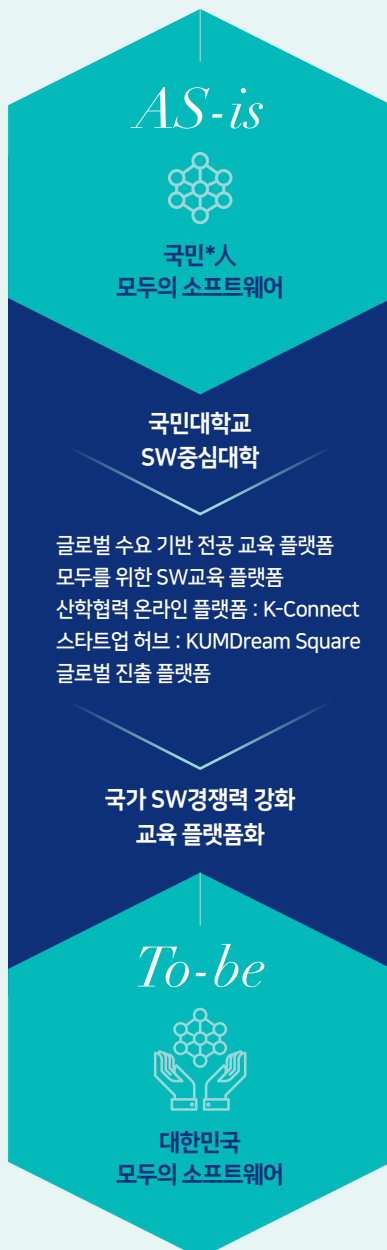 AS-is
국민*人
모두의 소프트웨어
국민대학교
SW중심대학
글로벌 수요 기반 전공 교육 플랫폼
모두를 위한 SW교육 플랫폼
산학협력 온라인 플랫폼 : K-Connect
스타트업 허브 : KUMDream Square
글로벌 진출 플랫폼
국가 SW경쟁력 강화
교육 플랫폼화
To-be
대한민국
모두의 소프트웨어